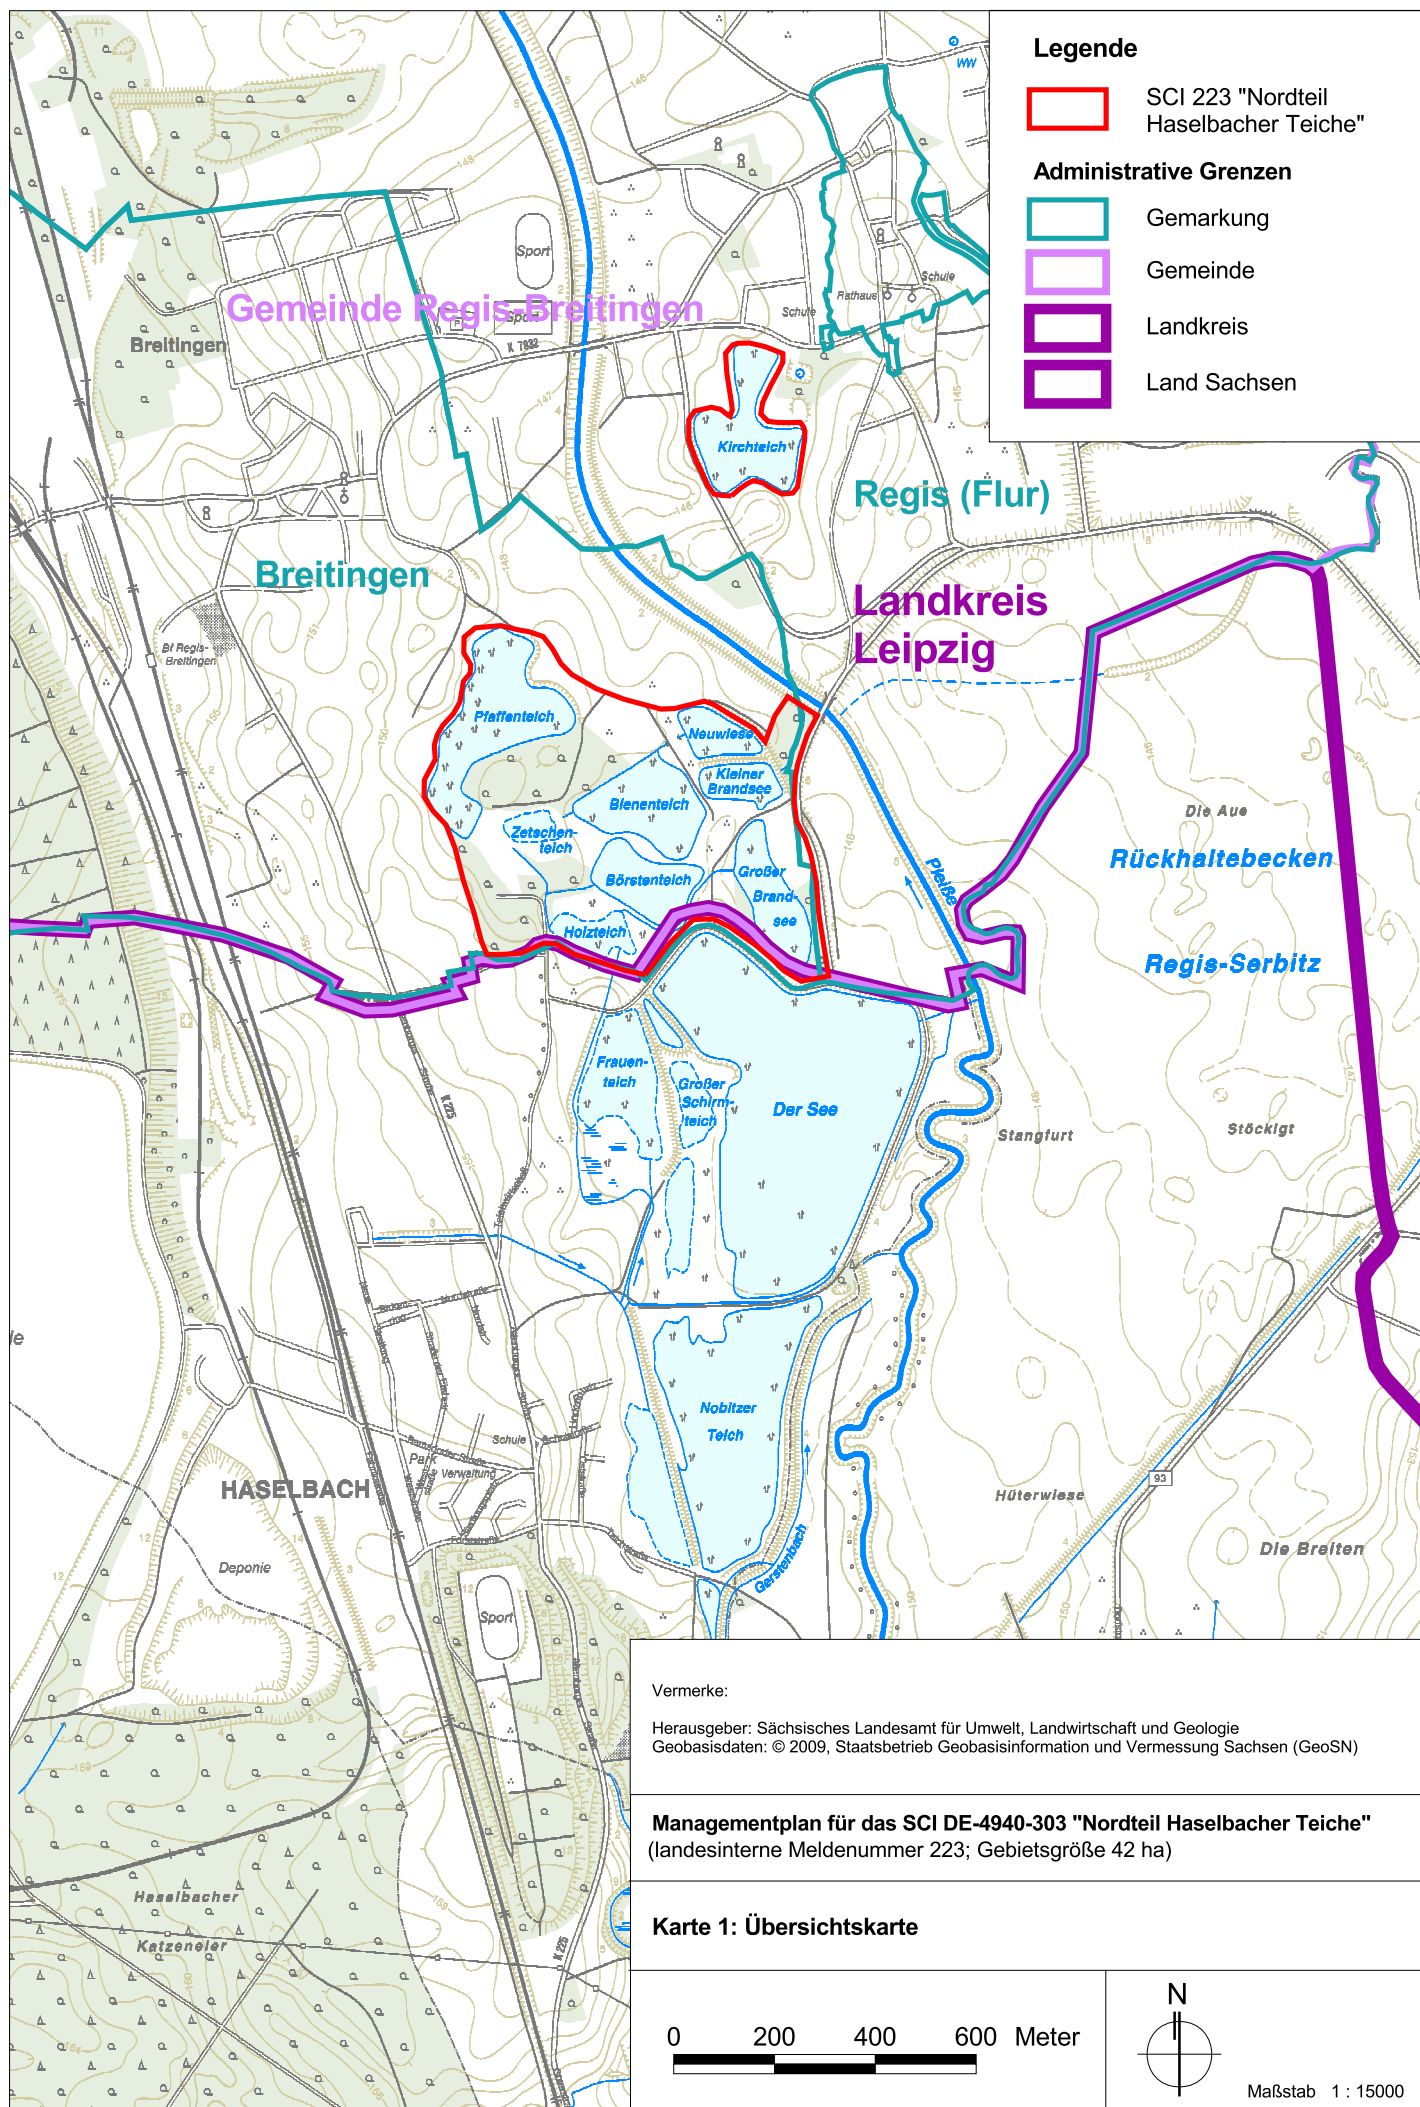 Legende
SCI 223 "Nordteil
Haselbacher Teiche"
Administrative Grenzen
Gemarkung
Gemeinde
Landkreis
Land Sachsen
WW
G
Sport
Gemeinde Regis-Breitingen
Sport
P
K 7932
Breitingen
Schule
Rathaus
Schule
G
Kirchteich
Regis (Flur)
Breitingen
Landkreis
Leipzig
Bf Regis-
Breitingen
Pfaffenteich
Neuwiese
Kleiner
Brandsee
Bienenteich
Zetschen-
teich
Börstenteich
Großer
Brand-
see
Holzteich
Pleiße
Die Aue
Rückhaltebecken
Regis-Serbitz
Frauen-
teich
Großer
Schirm-
teich
Der See
Stangfurt
Stöckigt
K 225
Nobitzer
Teich
Schule
Park
Verwaltung
HASELBACH
Deponie
Sport
Gerstenbach
93
Hüterwiese
Die Breiten
Haselbacher
Katzeneier
K 225
Vermerke:
Herausgeber: Sächsisches Landesamt für Umwelt, Landwirtschaft und Geologie
Geobasisdaten: © 2009, Staatsbetrieb Geobasisinformation und Vermessung Sachsen (GeoSN)
Managementplan für das SCI DE-4940-303 "Nordteil Haselbacher Teiche"
(landesinterne Meldenummer 223; Gebietsgröße 42 ha)
Karte 1: Übersichtskarte
0 200 400 600 Meter
N
Maßstab 1 : 15000